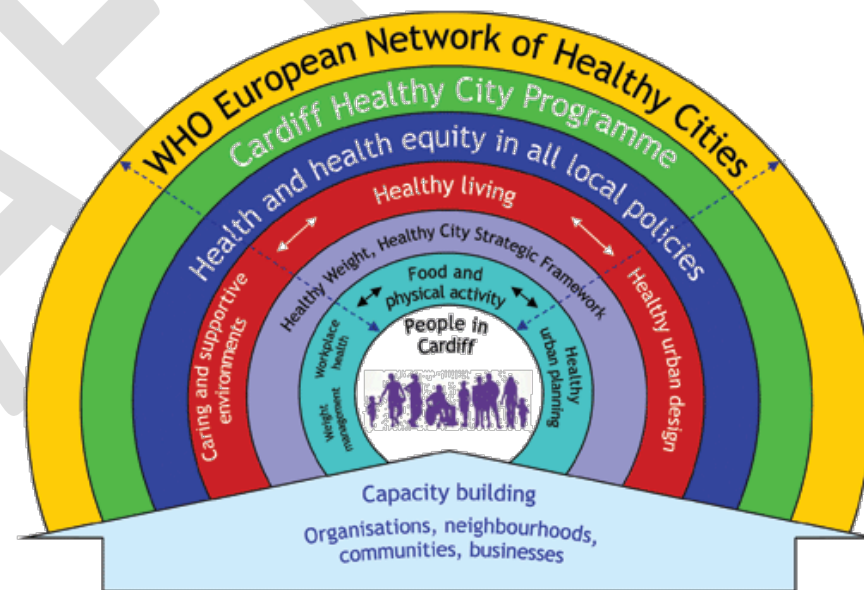 WHO European Network of Healthy Cities
Cardiff Healthy City Programme
Health and health equity in all local policies
Healthy living
Caring and supportive
environments
Healthy urban design
Healthy Weight, Healthy City Strategic Framework
Food and
physical activity
Workplace
health
Weight
management
Healthy
urban planning
People in
Cardiff
Capacity building
Organisations, neighbourhoods,
communities, businesses